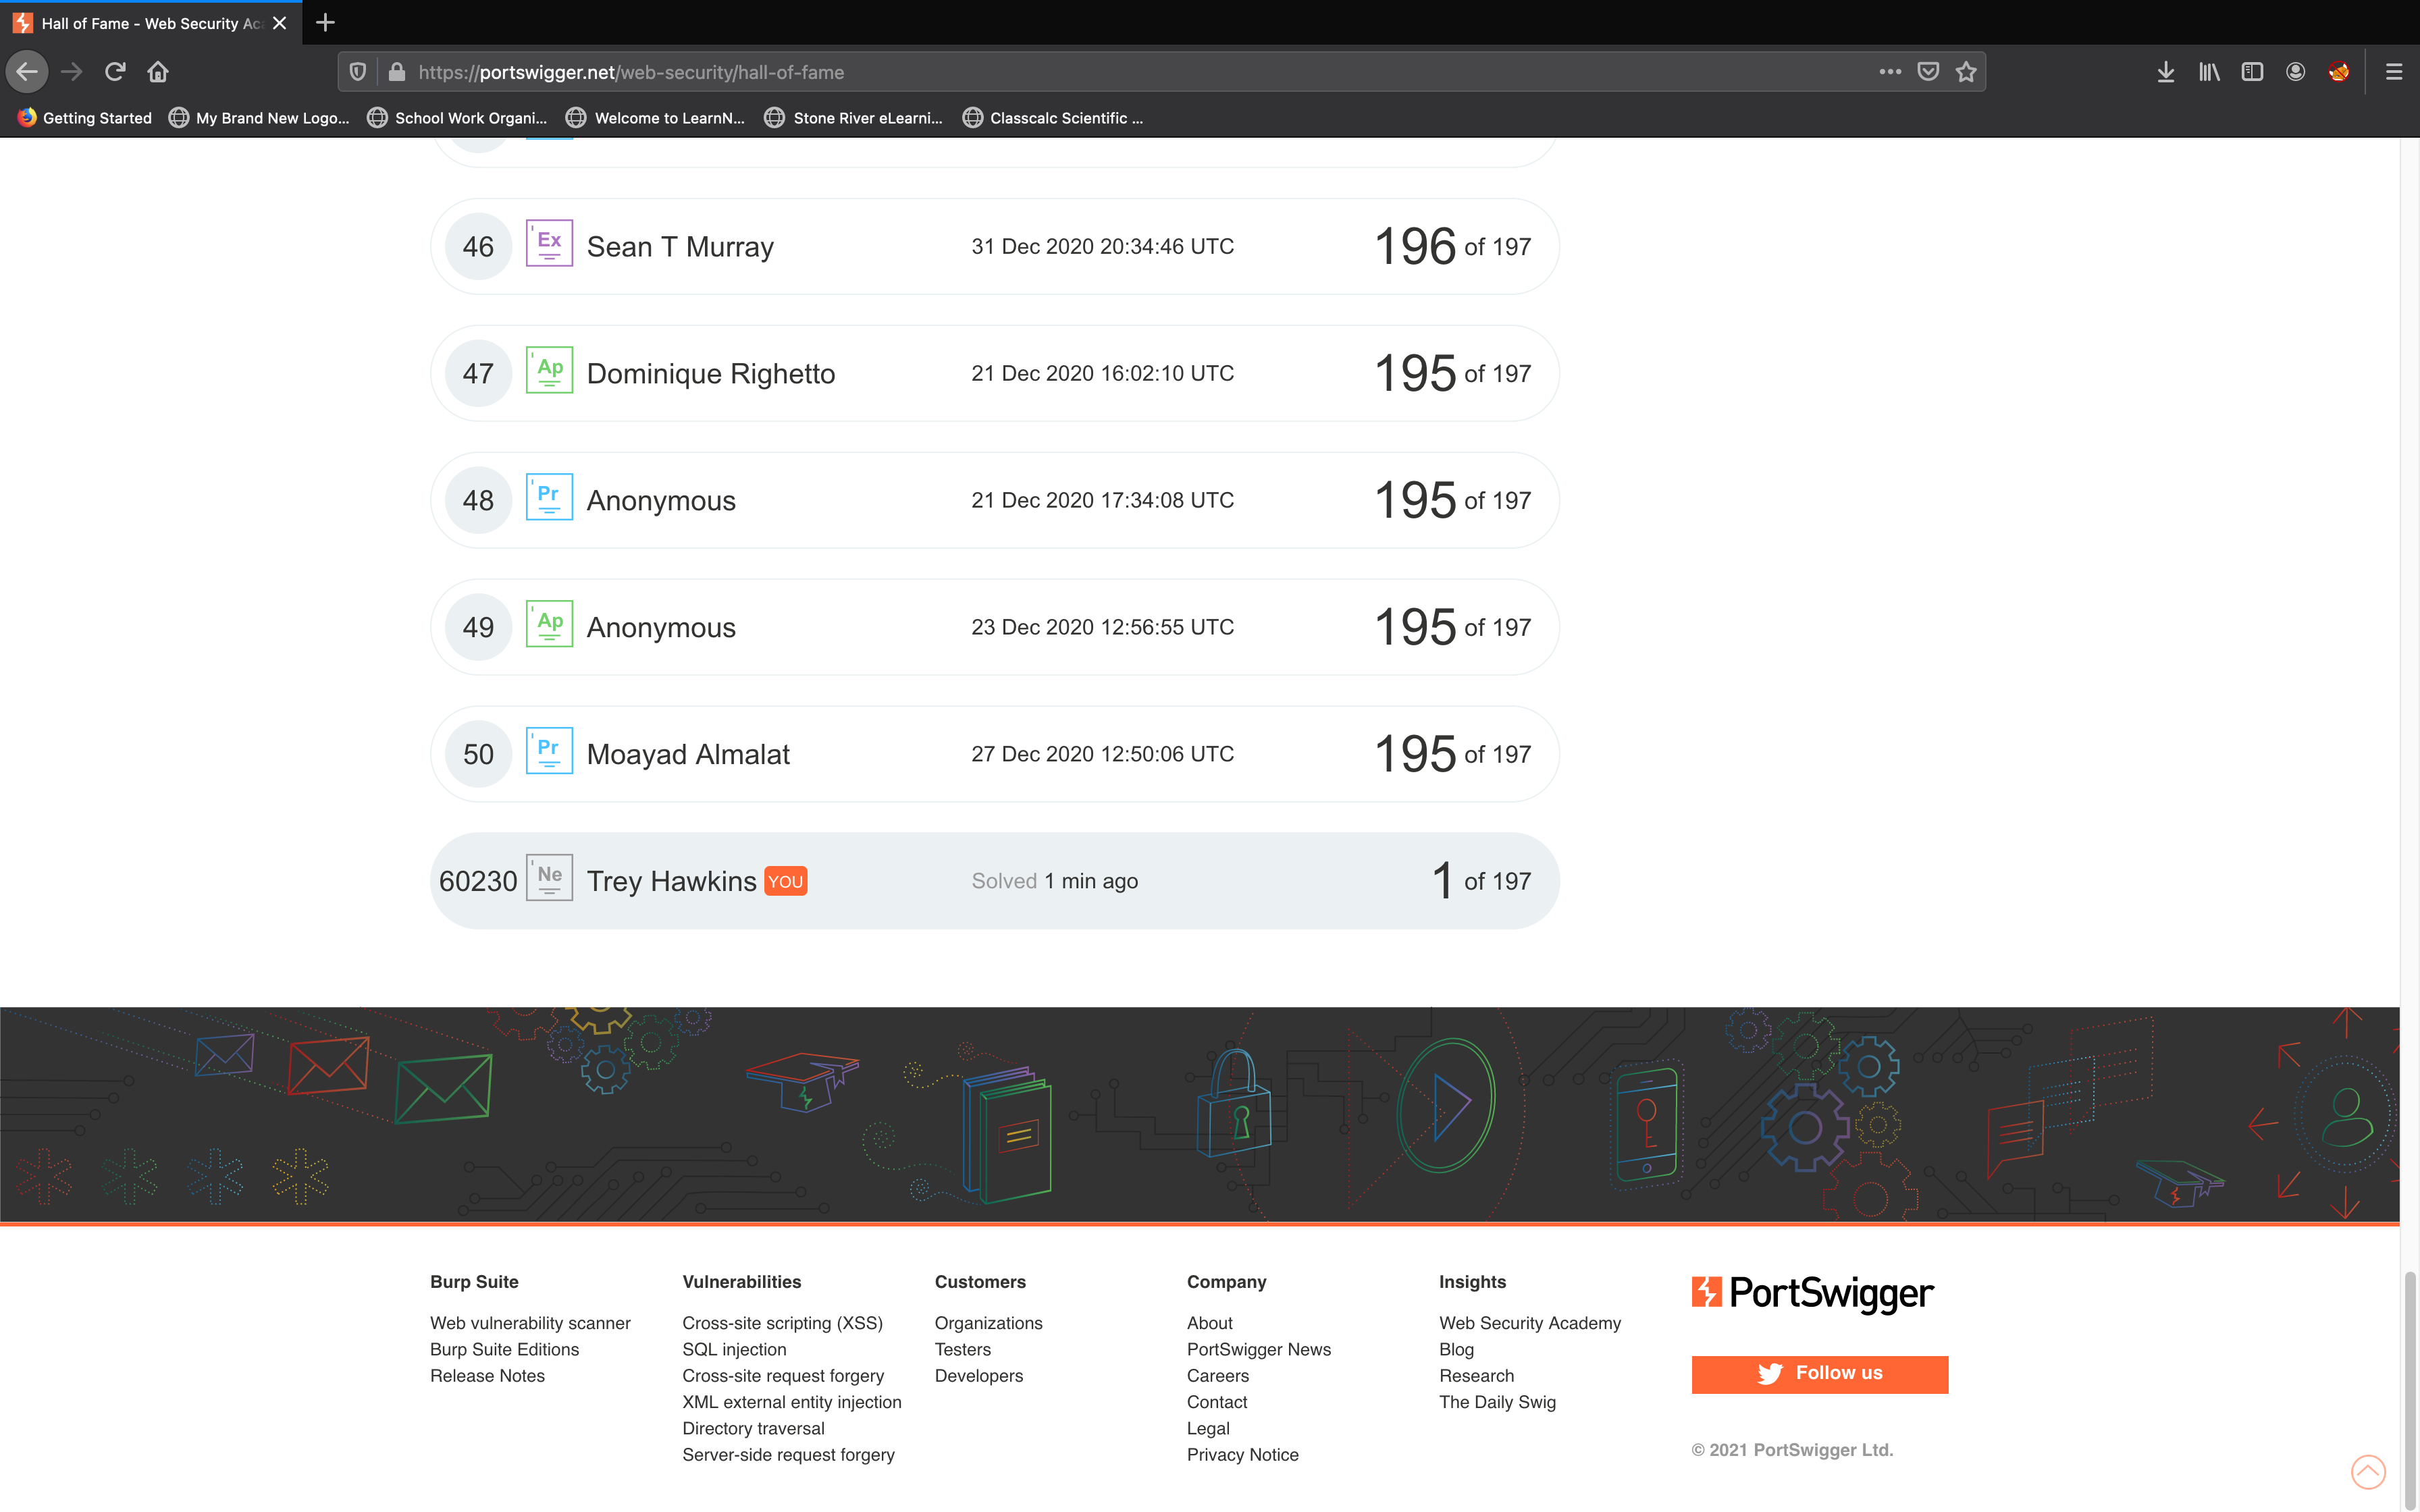 Hall of Fame - Web Security Ac
https://portswigger.net/web-security/hall-of-fame
Getting Started My Brand New Logo... School Work Organi... Welcome to LearnN... Stone River eLearni... Classcalc Scientific ...
46 Ex Sean T Murray 31 Dec 2020 20:34:46 UTC 196 of 197
47 Ap Dominique Righetto 21 Dec 2020 16:02:10 UTC 195 of 197
48 Pr Anonymous 21 Dec 2020 17:34:08 UTC 195 of 197
49 Ap Anonymous 23 Dec 2020 12:56:55 UTC 195 of 197
50 Pr Moayad Almalat 27 Dec 2020 12:50:06 UTC 195 of 197
60230 Ne Trey Hawkins YOU Solved 1 min ago 1 of 197
Burp Suite
Web vulnerability scanner
Burp Suite Editions
Release Notes
Vulnerabilities
Cross-site scripting (XSS)
SQL injection
Cross-site request forgery
XML external entity injection
Directory traversal
Server-side request forgery
Customers
Organizations
Testers
Developers
Company
About
PortSwigger News
Careers
Contact
Legal
Privacy Notice
Insights
Web Security Academy
Blog
Research
The Daily Swig
PortSwigger
Follow us
© 2021 PortSwigger Ltd.